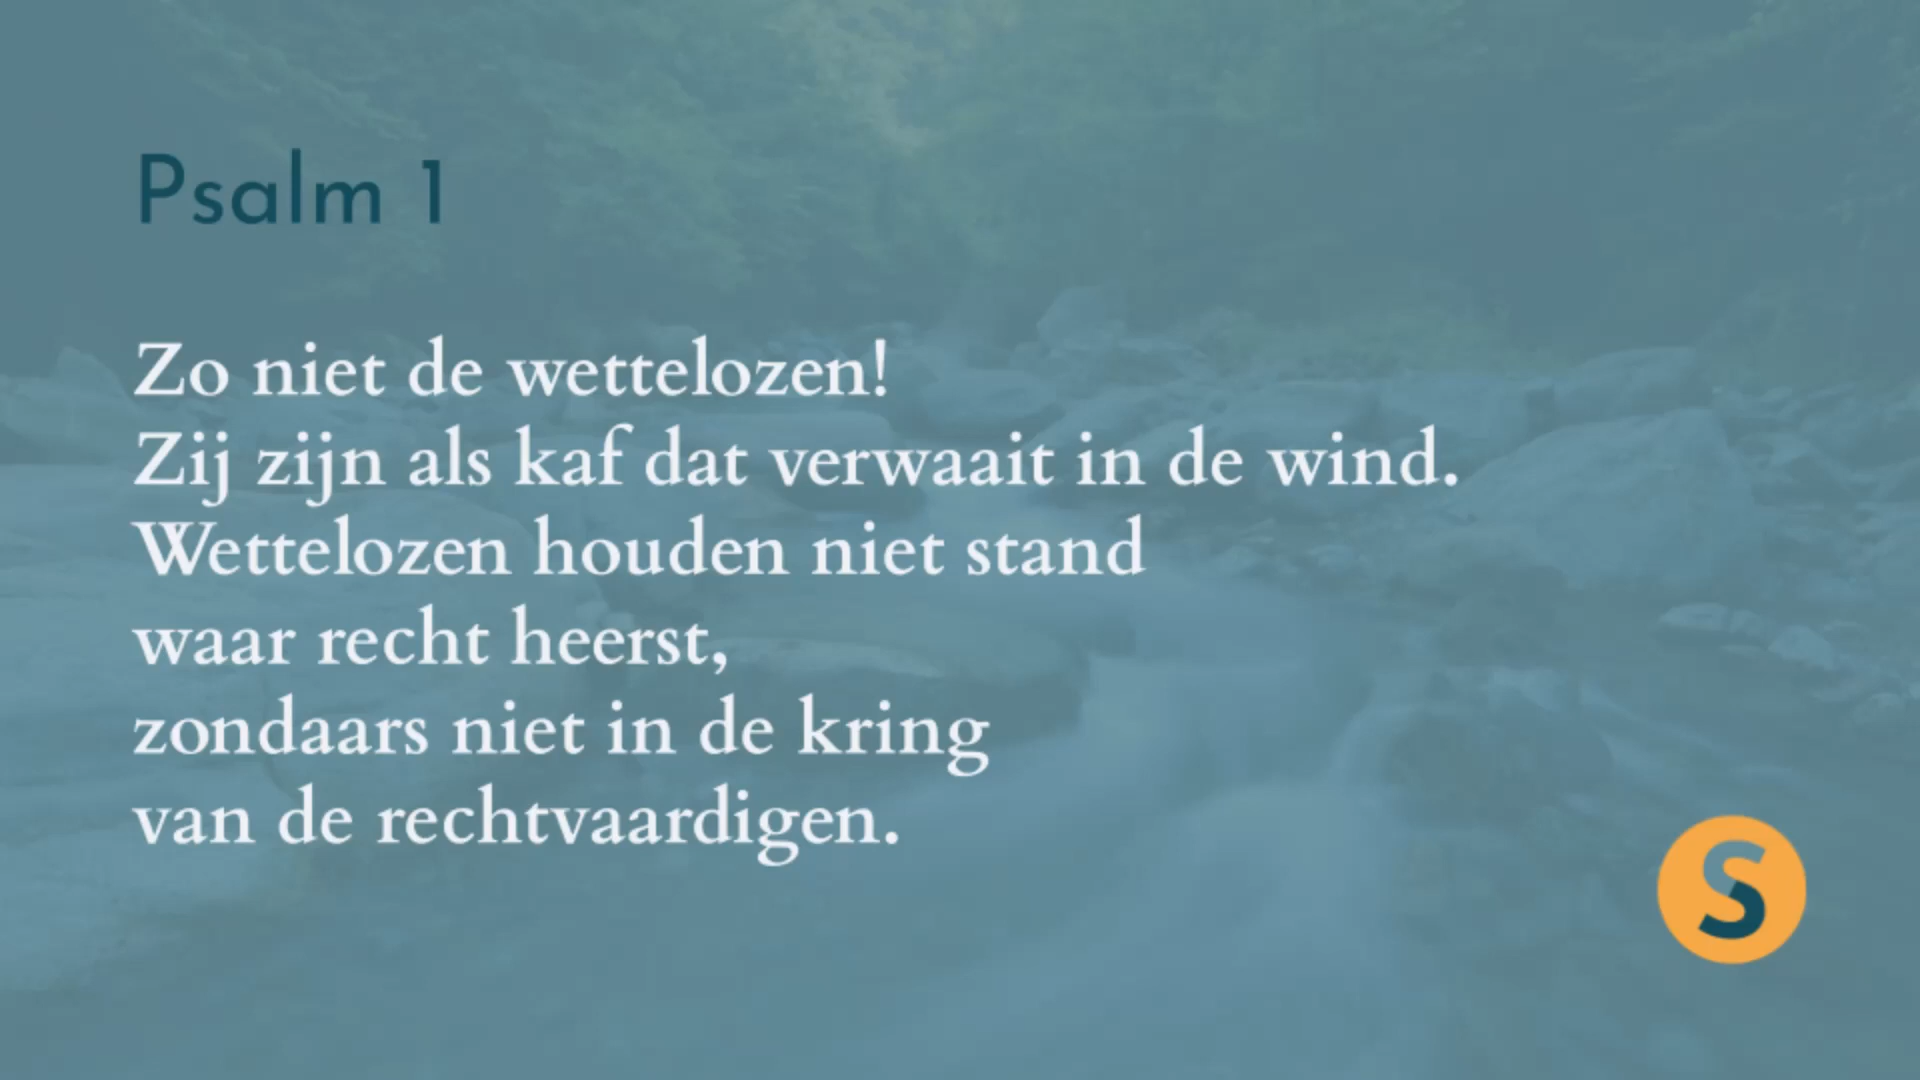 Psalm 1
Zo niet de wettelozen!
Zij zijn als kaf dat verwaait in de wind.
Wettelozen houden niet stand
waar recht heerst,
zondaars niet in de kring
van de rechtvaardigen.
S